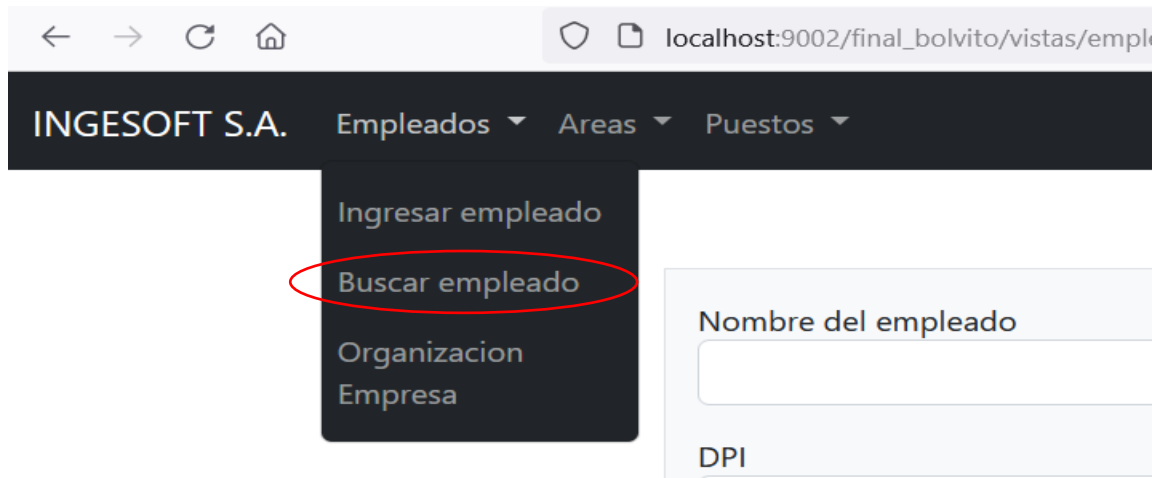 localhost:9002/final_bolvito/vistas/emple
INGESOFT S.A. Empleados Areas Puestos
Ingresar empleado
Buscar empleado
Organizacion
Empresa
Nombre del empleado
DPI